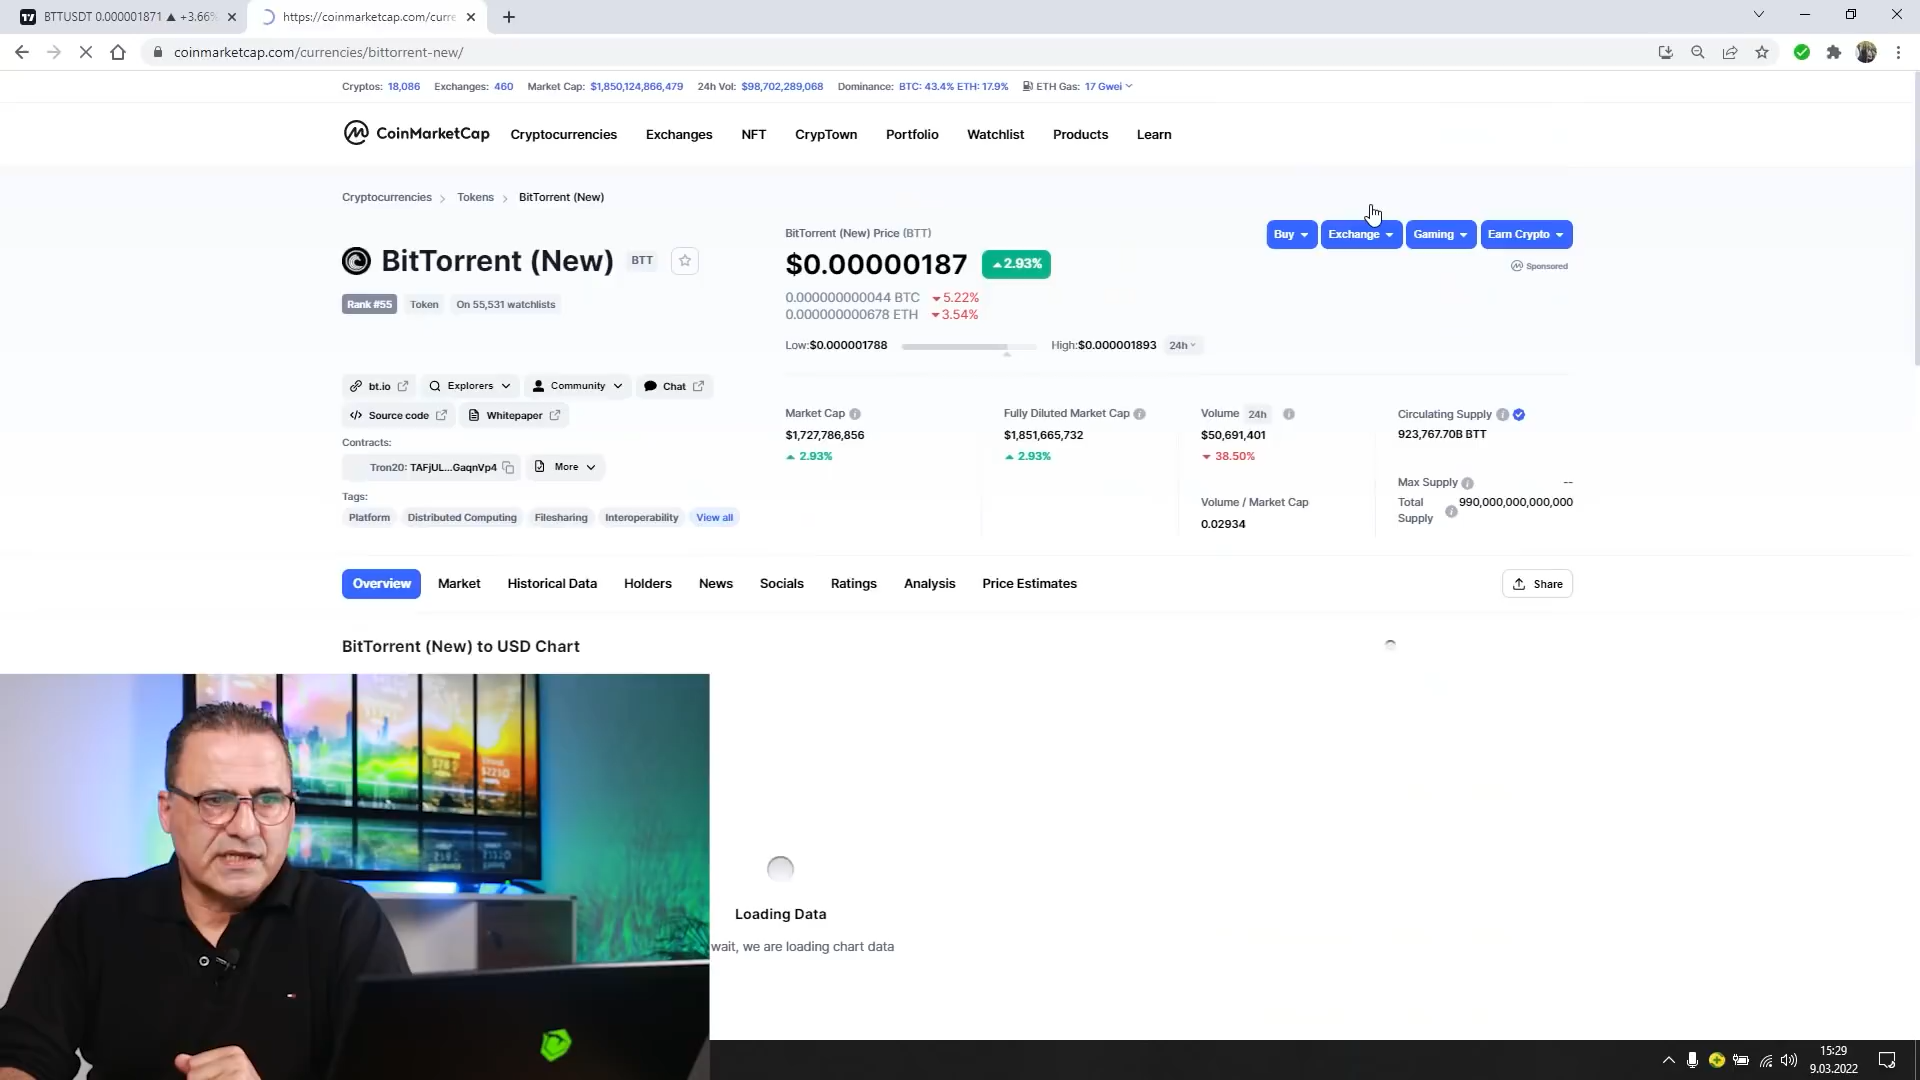 BTTUSDT 0.000001871 ▲ +3.66%
https://coinmarketcap.com/curre
coinmarketcap.com/currencies/bittorrent-new/
Cryptos: 18,086 Exchanges: 460 Market Cap: $1,850,124,866,479 24h Vol: $98,702,289,068 Dominance: BTC: 43.4% ETH: 17.9% ETH Gas: 17 Gwei
CoinMarketCap Cryptocurrencies Exchanges NFT CrypTown Portfolio Watchlist Products Learn
Cryptocurrencies > Tokens > BitTorrent (New)
BitTorrent (New) BTT
Rank #55 Token On 55,531 watchlists
bt.io Explorers Community Chat
Source code Whitepaper
Contracts:
Tron20: TAFjUL...GaqnVp4 More
Tags:
Platform Distributed Computing Filesharing Interoperability View all
BitTorrent (New) Price (BTT)
$0.00000187 2.93%
0.000000000044 BTC 5.22%
0.000000000678 ETH 3.54%
Low:$0.000001788 High:$0.000001893 24h
Buy Exchange Gaming Earn Crypto
Sponsored
Market Cap
$1,727,786,856
2.93%
Fully Diluted Market Cap
$1,851,665,732
2.93%
Volume 24h
$50,691,401
38.50%
Volume / Market Cap
0.02934
Circulating Supply
923,767.70B BTT
Max Supply --
Total Supply 990,000,000,000,000
Overview Market Historical Data Holders News Socials Ratings Analysis Price Estimates Share
BitTorrent (New) to USD Chart
Loading Data
wait, we are loading chart data
15:29
9.03.2022